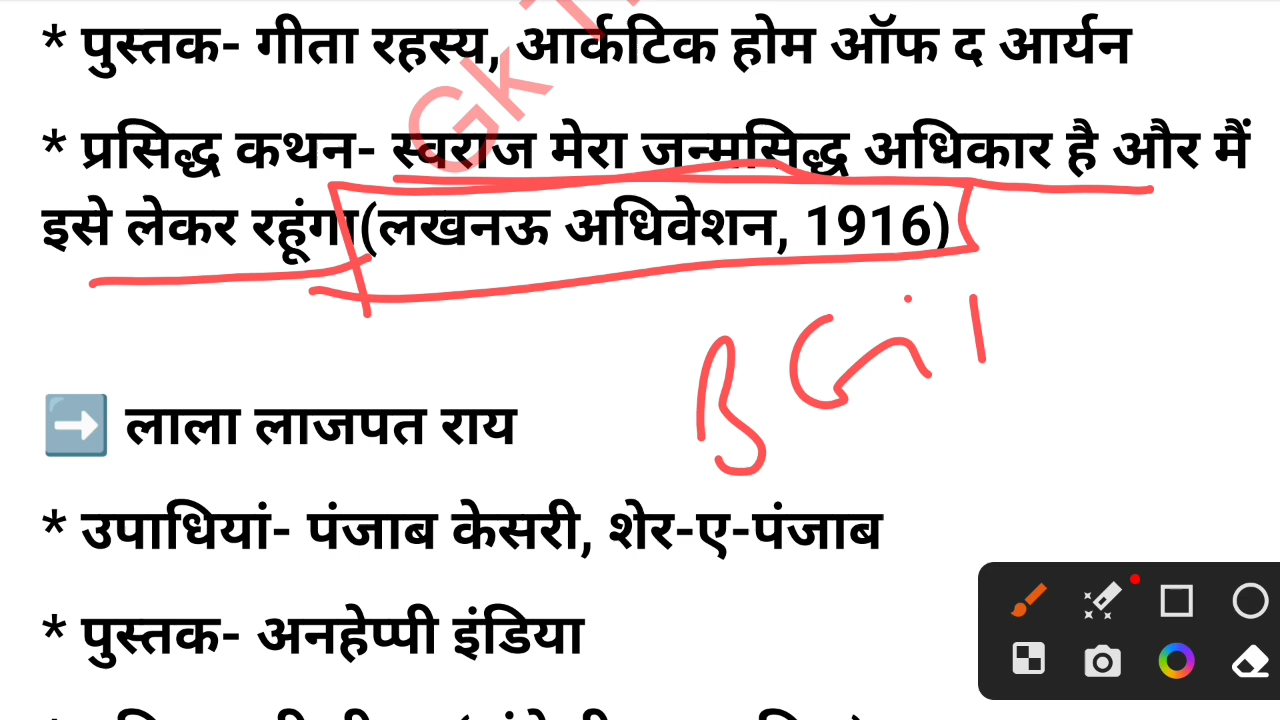 * पुस्तक- गीता रहस्य, आर्कटिक होम ऑफ द आर्यन
* प्रसिद्ध कथन- स्वराज मेरा जन्मसिद्ध अधिकार है और मैं
इसे लेकर रहूंगा(लखनऊ अधिवेशन, 1916)
➡️ लाला लाजपत राय
* उपाधियां- पंजाब केसरी, शेर-ए-पंजाब
* पुस्तक- अनहेप्पी इंडिया
Gk